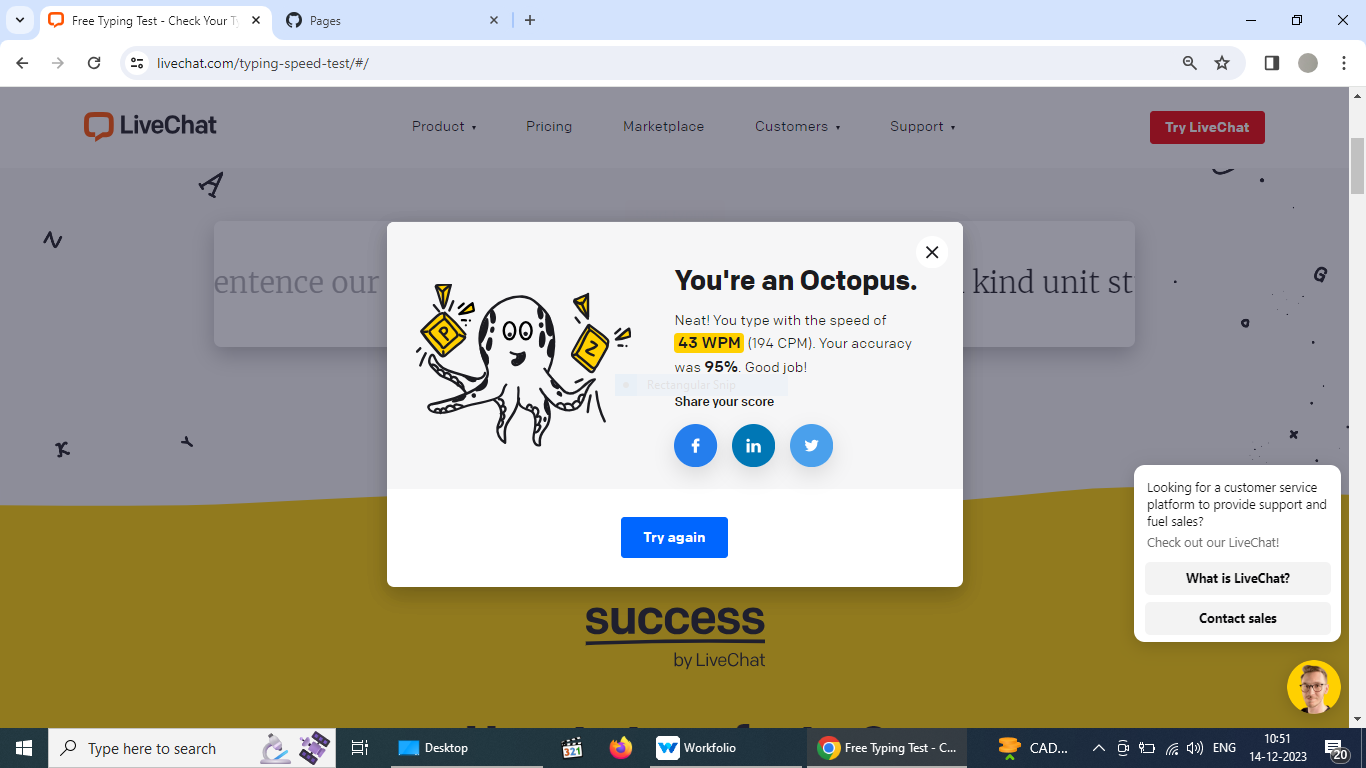 Free Typing Test - Check Your Ty
Pages
livechat.com/typing-speed-test/#/
LiveChat
Product
Pricing
Marketplace
Customers
Support
Try LiveChat
A
N
G
entence our
kind unit st
You're an Octopus.
Neat! You type with the speed of
43 WPM (194 CPM). Your accuracy
was 95%. Good job!
Rectangular Snip
Share your score
P
Z
f
in
K
Y
x
Try again
Looking for a customer service
platform to provide support and
fuel sales?
Check out our LiveChat!
What is LiveChat?
Contact sales
success
by LiveChat
Type here to search
Desktop
321
Workfolio
Free Typing Test - C...
CAD...
ENG
10:51
14-12-2023
20